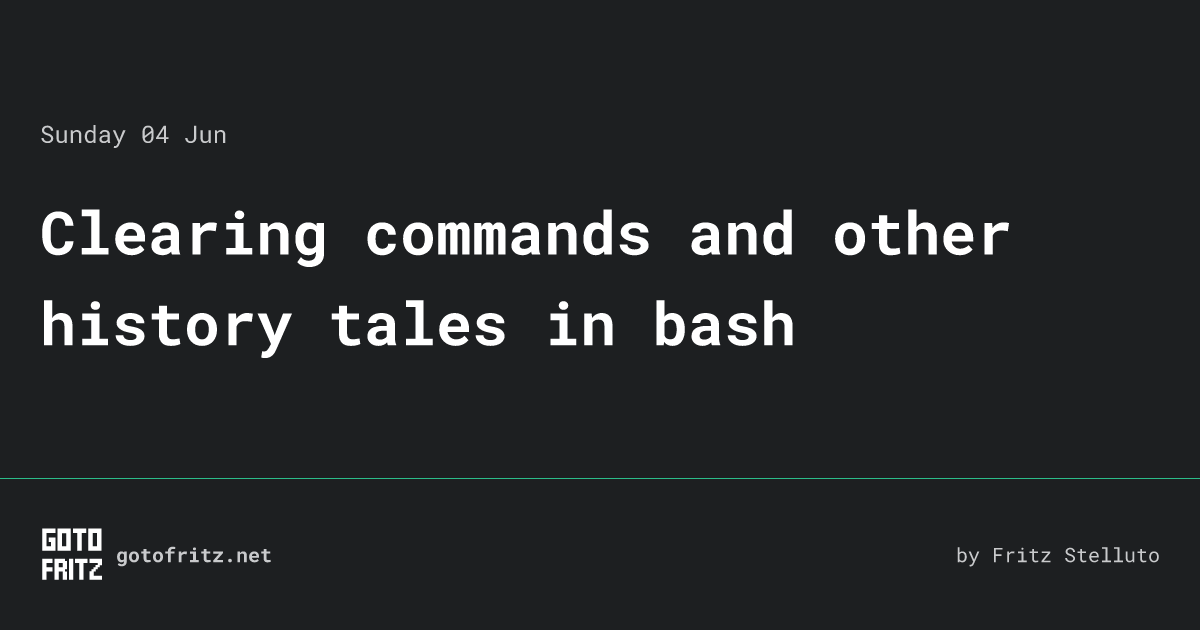 Sunday 04 Jun
Clearing commands and other
history tales in bash
GOTO
FRITZ
gotofritz.net
by Fritz Stelluto